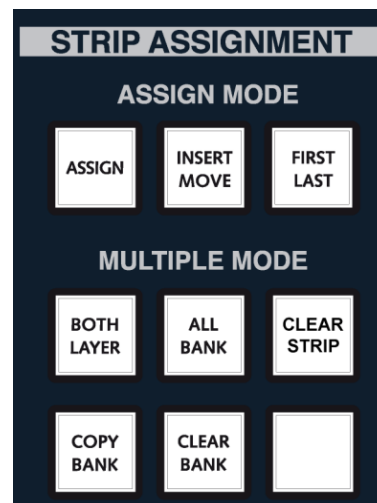 STRIP ASSIGNMENT
ASSIGN MODE
ASSIGN
INSERT
MOVE
FIRST
LAST
MULTIPLE MODE
BOTH
LAYER
ALL
BANK
CLEAR
STRIP
COPY
BANK
CLEAR
BANK